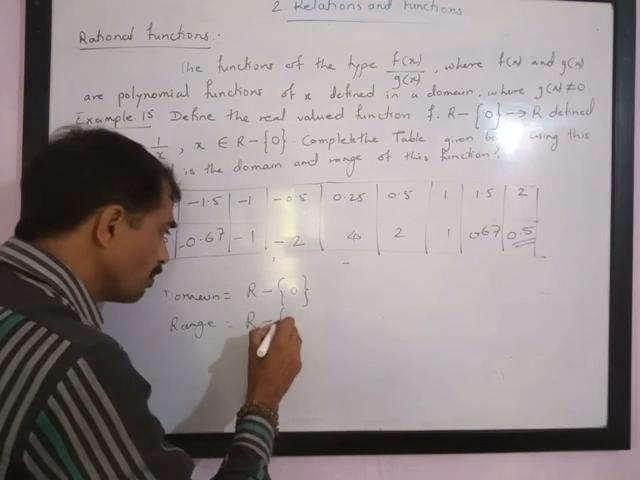 2. Relations and functions
Rational functions:-
The functions of the type f(x)/g(x), where f(x) and g(x)
are polynomial functions of x defined in a domain, where g(x)≠0
Example: 15 Define the real valued function f: R-{0}→R defined
1/x, x ∈ R-{0}. Complete the Table given using this
is the domain and range of this function?
-1.5 -1 -0.5 0.25 0.5 1 1.5 2
-0.67 -1 -2 4 2 1 0.67 0.5
Domain = R-{0}
Range = R-{